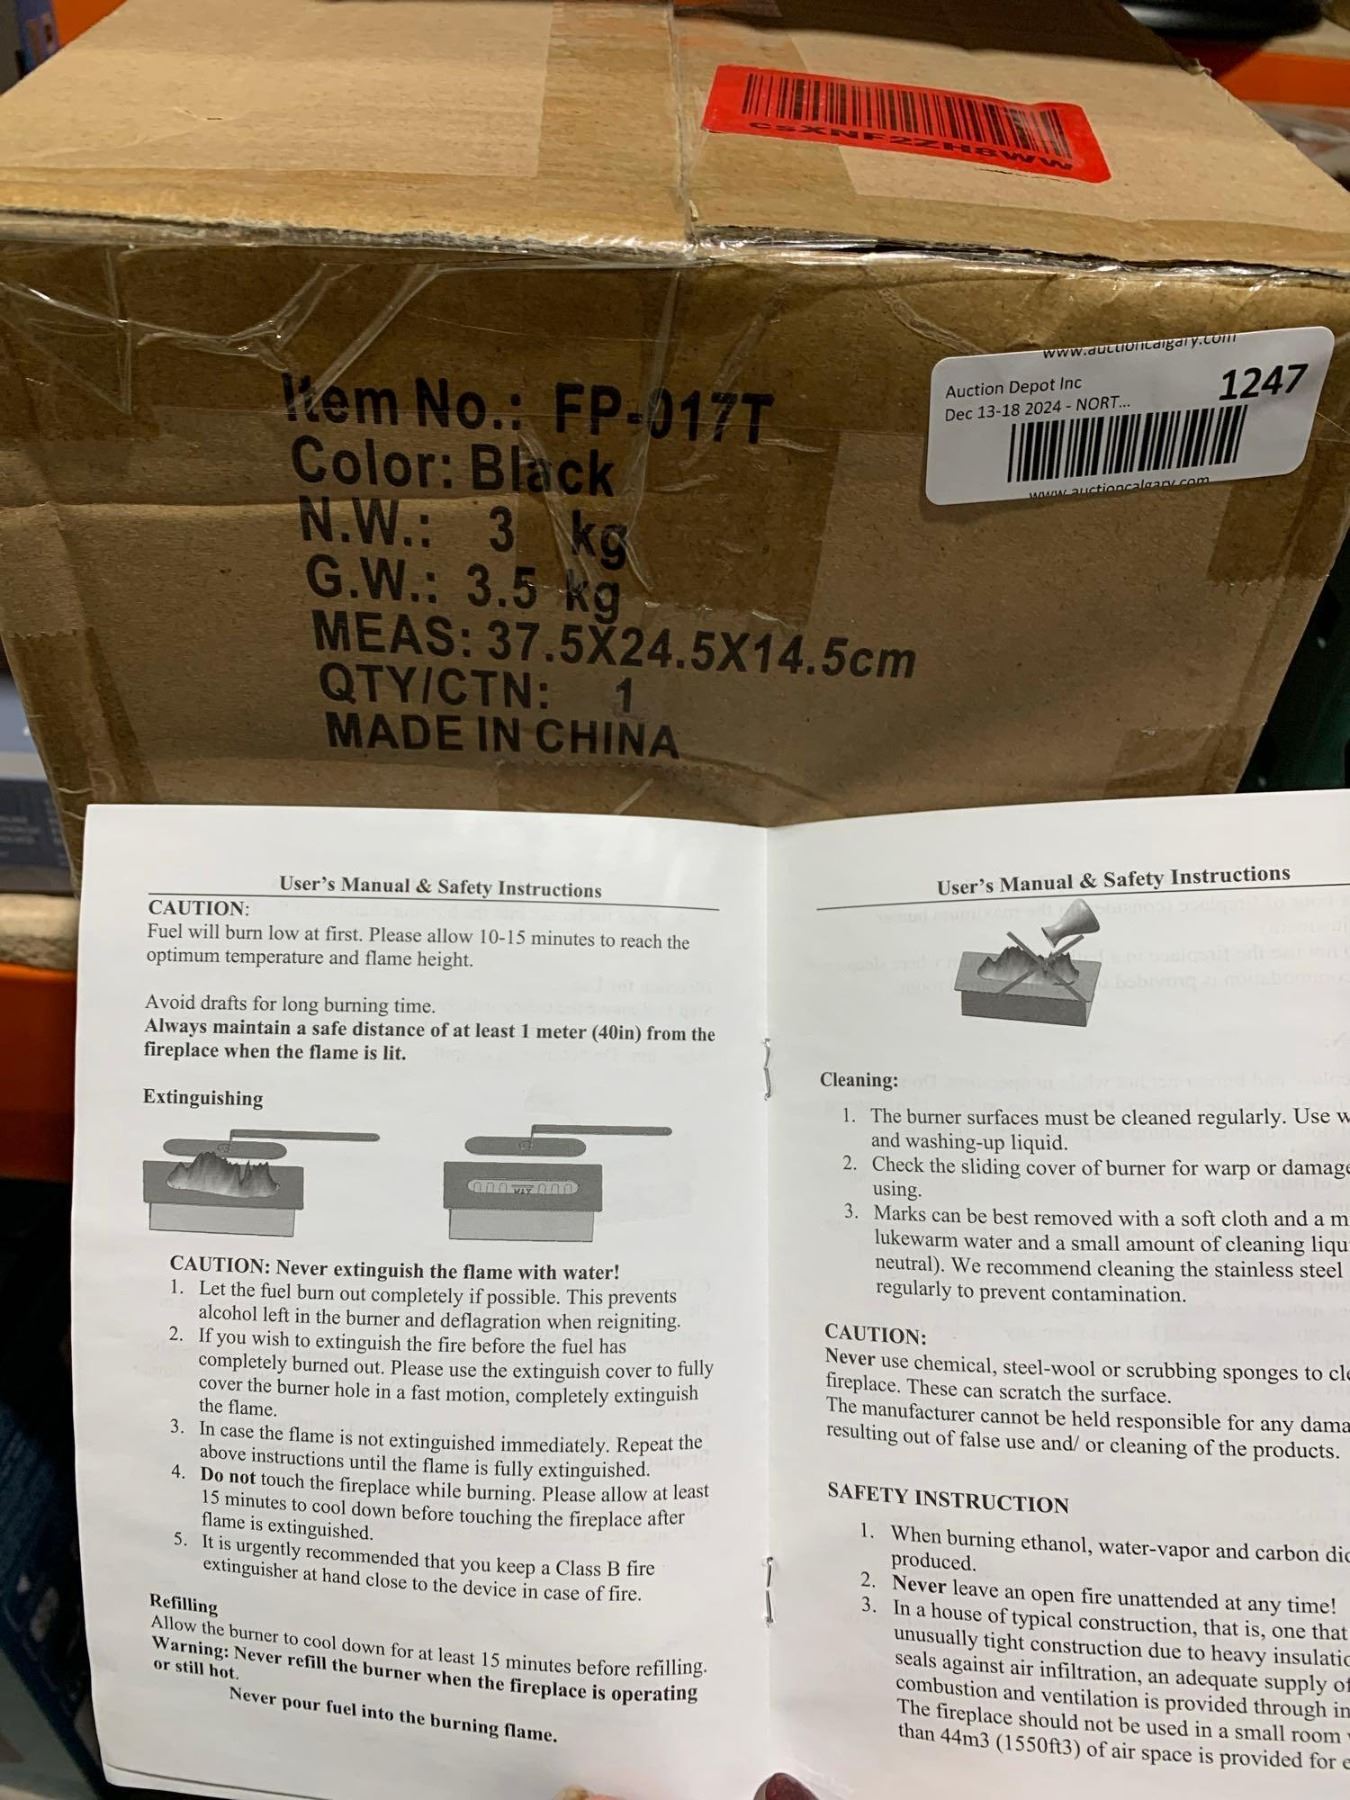 csXNF2ZH8WW
www.auctioncalgary.com
Auction Depot Inc
1247
Dec 13-18 2024 - NORT...
www.auctioncalgary.com
Item No.: FP-017T
Color: Black
N.W.: 3 kg
G.W.: 3.5 kg
MEAS: 37.5X24.5X14.5cm
QTY/CTN: 1
MADE IN CHINA
User's Manual & Safety Instructions
CAUTION:
Fuel will burn low at first. Please allow 10-15 minutes to reach the
optimum temperature and flame height.
Avoid drafts for long burning time.
Always maintain a safe distance of at least 1 meter (40in) from the
fireplace when the flame is lit.
Extinguishing
CAUTION: Never extinguish the flame with water!
1. Let the fuel burn out completely if possible. This prevents
alcohol left in the burner and deflagration when reigniting.
2. If you wish to extinguish the fire before the fuel has
completely burned out. Please use the extinguish cover to fully
cover the burner hole in a fast motion, completely extinguish
the flame.
3. In case the flame is not extinguished immediately. Repeat the
above instructions until the flame is fully extinguished.
4. Do not touch the fireplace while burning. Please allow at least
15 minutes to cool down before touching the fireplace after
flame is extinguished.
5. It is urgently recommended that you keep a Class B fire
extinguisher at hand close to the device in case of fire.
Refilling
Allow the burner to cool down for at least 15 minutes before refilling.
Warning: Never refill the burner when the fireplace is operating
or still hot.
Never pour fuel into the burning flame.
User's Manual & Safety Instructions
Cleaning:
1. The burner surfaces must be cleaned regularly. Use w
and washing-up liquid.
2. Check the sliding cover of burner for warp or damage
using.
3. Marks can be best removed with a soft cloth and a m
lukewarm water and a small amount of cleaning liqu
neutral). We recommend cleaning the stainless steel
regularly to prevent contamination.
CAUTION:
Never use chemical, steel-wool or scrubbing sponges to cle
fireplace. These can scratch the surface.
The manufacturer cannot be held responsible for any dama
resulting out of false use and/ or cleaning of the products.
SAFETY INSTRUCTION
1. When burning ethanol, water-vapor and carbon dio
produced.
2. Never leave an open fire unattended at any time!
3. In a house of typical construction, that is, one that
unusually tight construction due to heavy insulatio
seals against air infiltration, an adequate supply of
combustion and ventilation is provided through in
The fireplace should not be used in a small room
than 44m3 (1550ft3) of air space is provided for e